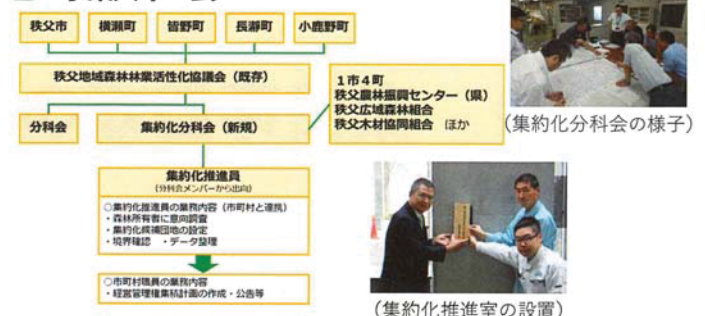 秩父市
横瀬町
皆野町
長瀞町
小鹿野町
秩父地域森林林業活性化協議会（既存）
分科会
集約化分科会（新規）
1市4町
秩父農林振興センター（県）
秩父広域森林組合
秩父木材協同組合 ほか
（集約化分科会の様子）
集約化推進員
（分科会メンバーから出向）
○集約化推進員の業務内容（市町村と連携）
・森林所有者に意向調査
・集約化候補団地の設定
・境界確認 ・データ整理
○市町村職員の業務内容
・経営管理権集積計画の作成・公告等
（集約化推進室の設置）